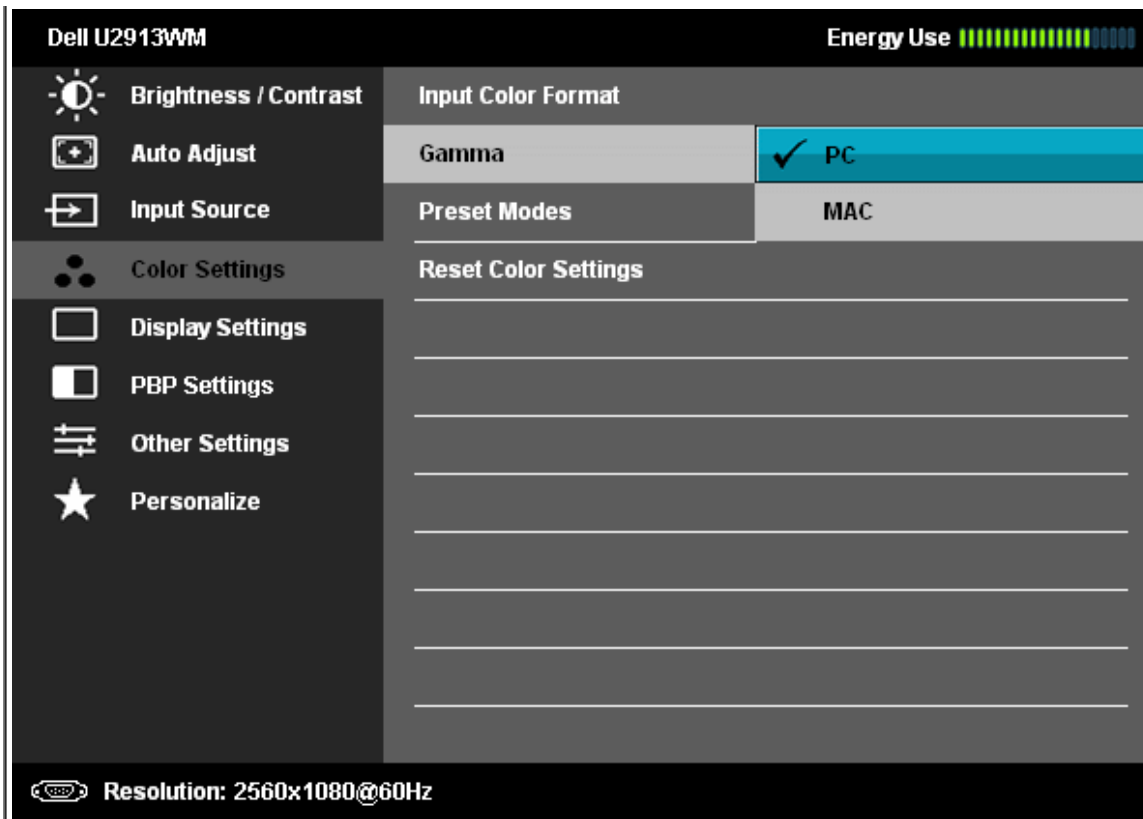 Dell U2913WM Energy Use
Brightness / Contrast Input Color Format
Auto Adjust Gamma PC
Input Source Preset Modes MAC
Color Settings Reset Color Settings
Display Settings
PBP Settings
Other Settings
Personalize
Resolution: 2560x1080@60Hz